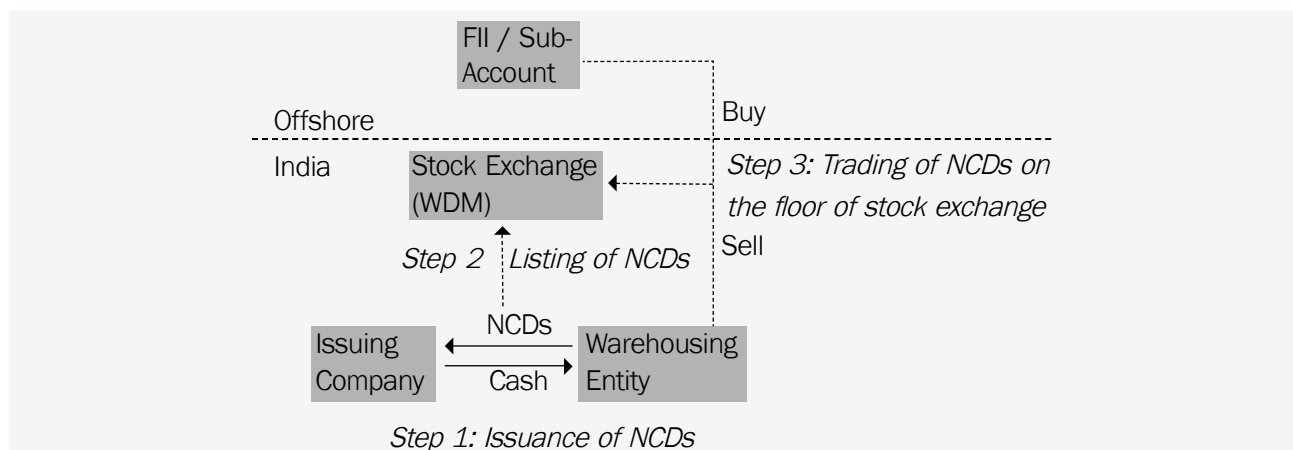 FII / Sub-
Account
Offshore
Buy
India
Stock Exchange
(WDM)
Step 3: Trading of NCDs on
the floor of stock exchange
Step 2 Listing of NCDs
Sell
NCDs
Issuing
Company
Warehousing
Entity
Cash
Step 1: Issuance of NCDs